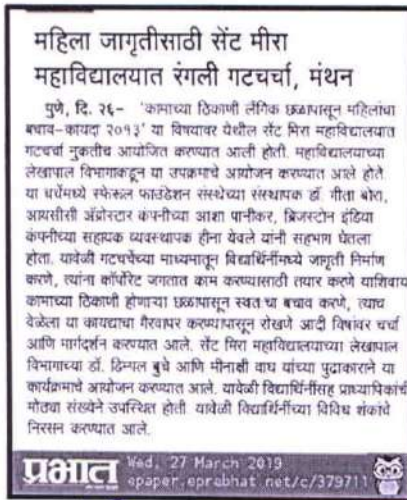 महिला जागृतीसाठी सेंट मीरा
महाविद्यालयात रंगली गटचर्चा, मंथन
पुणे, दि. २६- 'कामाच्या ठिकाणी लैंगिक छळापासून महिलांचा
बचाव-कायदा २०१३' या विषयावर येथील सेंट मिरा महाविद्यालयात
गटचर्चा नुकतीच आयोजित करण्यात आली होती. महाविद्यालयाच्या
लेखापाल विभागाकडून या उपक्रमाचे आयोजन करण्यात आले होते
या चर्चेमध्ये स्फेरूल फाउंडेशन संस्थेच्या संस्थापक डॉ. गीता बोरा,
आयसीसी ॲग्रोस्टार कंपनीच्या आशा पानीकर, ब्रिजस्टोन इंडिया
कंपनीच्या सहायक व्यवस्थापक हीना येवले यांनी सहभाग घेतला
होता. यावेळी गटचर्चेच्या माध्यमातून विद्यार्थिनींमध्ये जागृती निर्माण
करणे, त्यांना कॉर्पोरेट जगतात काम करण्यासाठी तयार करणे याशिवाय
कामाच्या ठिकाणी होणाऱ्या छळापासून स्वतःचा बचाव करणे, त्याच
वेळेला या कायद्याचा गैरवापर करण्यापासून रोखणे आदी विषांवर चर्चा
आणि मार्गदर्शन करण्यात आले. सेंट मिरा महाविद्यालयाच्या लेखापाल
विभागाच्या डॉ. डिम्पल बुचे आणि मीनाक्षी वाघ यांच्या पुढाकाराने या
कार्यक्रमाचे आयोजन करण्यात आले. यावेळी विद्यार्थिनींसह प्राध्यापिकांची
मोठ्या संख्येने उपस्थित होती यावेळी विद्यार्थिनींच्या विविध शंकांचे
निरसन करण्यात आले.
प्रभात Wed, 27 March 2019
epaper.eprabhat.net/c/379711